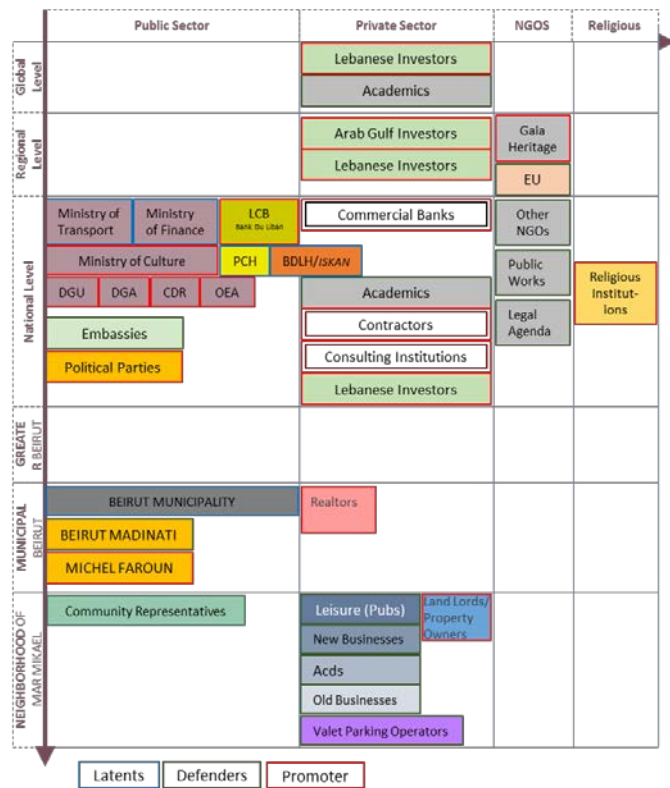 Public Sector
Private Sector
NGOS
Religious
Global
Level
Lebanese Investors
Academics
Regional
Level
Arab Gulf Investors
Lebanese Investors
Gala
Heritage
EU
National Level
Ministry of
Transport
Ministry
of Finance
LCB
Bank Du Liban
Commercial Banks
Other
NGOs
Ministry of Culture
PCH
BDLH/ISKAN
Public
Works
Religious
Institut-
ions
DGU
DGA
CDR
OEA
Academics
Contractors
Legal
Agenda
Embassies
Political Parties
Consulting Institutions
Lebanese Investors
GREATE
R BEIRUT
MUNICIPAL
BEIRUT
BEIRUT MUNICIPALITY
Realtors
BEIRUT MADINATI
MICHEL FAROUN
NEIGHBORHOOD OF
MAR MIKAEL
Community Representatives
Leisure (Pubs)
Land Lords/
Property
Owners
New Businesses
Acds
Old Businesses
Valet Parking Operators
Latents
Defenders
Promoter